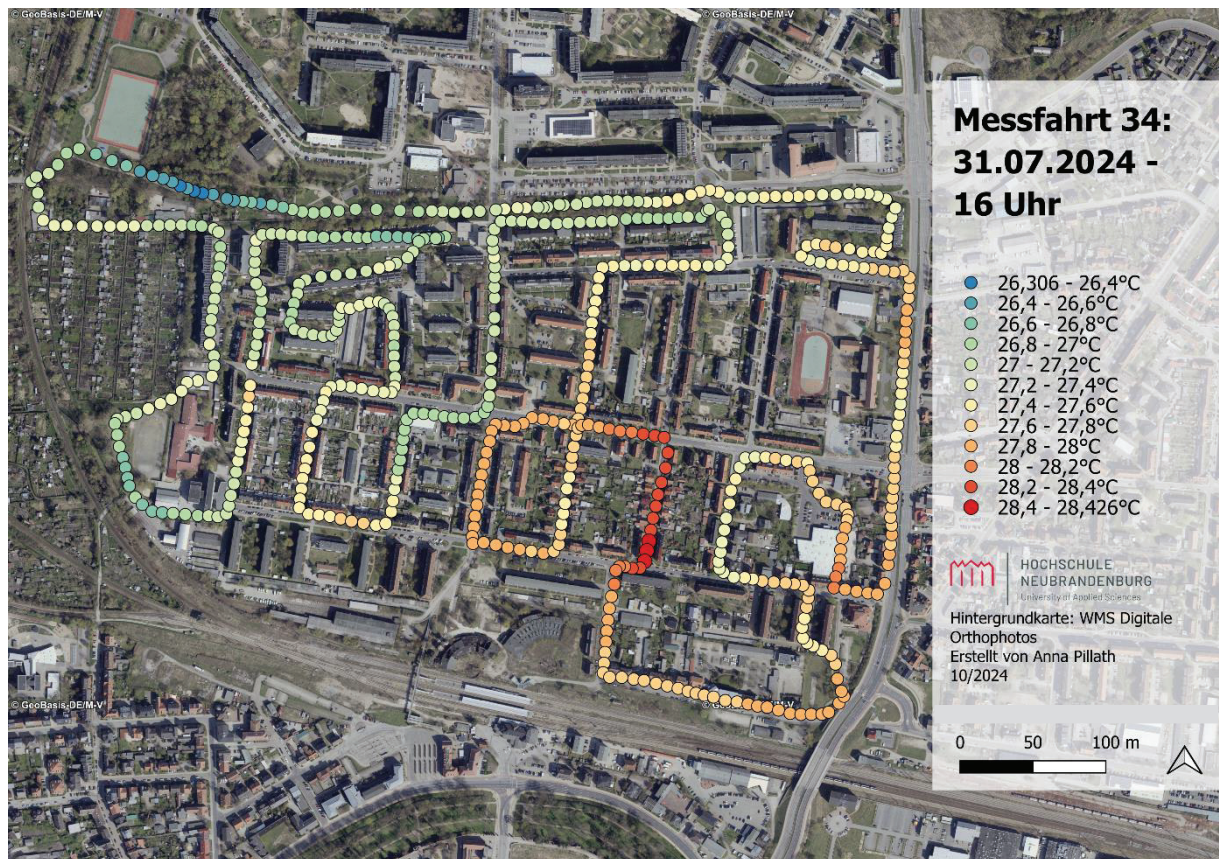 © GeoBasis-DE/M-V
© GeoBasis-DE/M-V
Messfahrt 34:
31.07.2024 -
16 Uhr
26,306 - 26,4°C
26,4 - 26,6°C
26,6 - 26,8°C
26,8 - 27°C
27 - 27,2°C
27,2 - 27,4°C
27,4 - 27,6°C
27,6 - 27,8°C
27,8 - 28°C
28 - 28,2°C
28,2 - 28,4°C
28,4 - 28,426°C
HOCHSCHULE
NEUBRANDENBURG
University of Applied Sciences
Hintergrundkarte: WMS Digitale
Orthophotos
Erstellt von Anna Pillath
10/2024
© GeoBasis-DE/M-V
© GeoBasis-DE/M-V
0 50 100 m